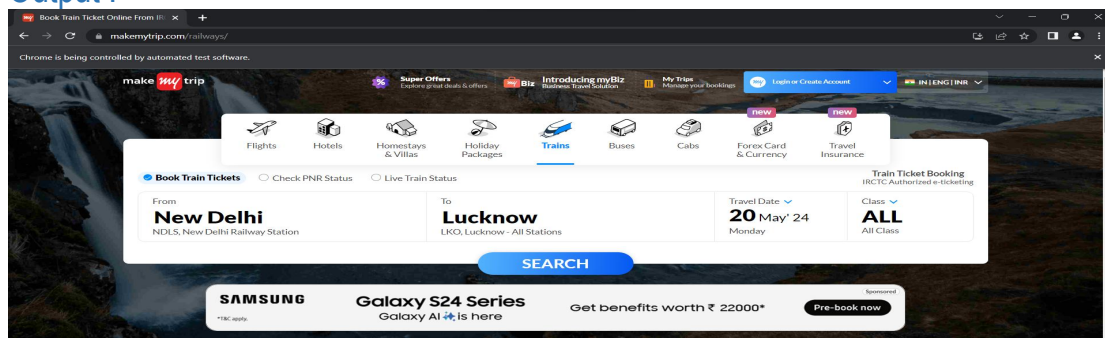 Output :
Book Train Ticket Online From IR
makemytrip.com/railways/
Chrome is being controlled by automated test software.
make my trip
Super Offers
Explore great deals & offers
my Biz
Introducing myBiz
Business Travel Solution
My Trips
Manage your bookings
my
Login or Create Account
IN | ENG | INR
new
new
Flights
Hotels
Homestays
& Villas
Holiday
Packages
Trains
Buses
Cabs
Forex Card
& Currency
Travel
Insurance
Book Train Tickets
Check PNR Status
Live Train Status
Train Ticket Booking
IRCTC Authorized e-ticketing
From
New Delhi
NDLS, New Delhi Railway Station
To
Lucknow
LKO, Lucknow - All Stations
Travel Date
20 May' 24
Monday
Class
ALL
All Class
SEARCH
SAMSUNG
*T&C apply.
Galaxy S24 Series
Galaxy AI is here
Get benefits worth ₹ 22000*
Sponsored
Pre-book now